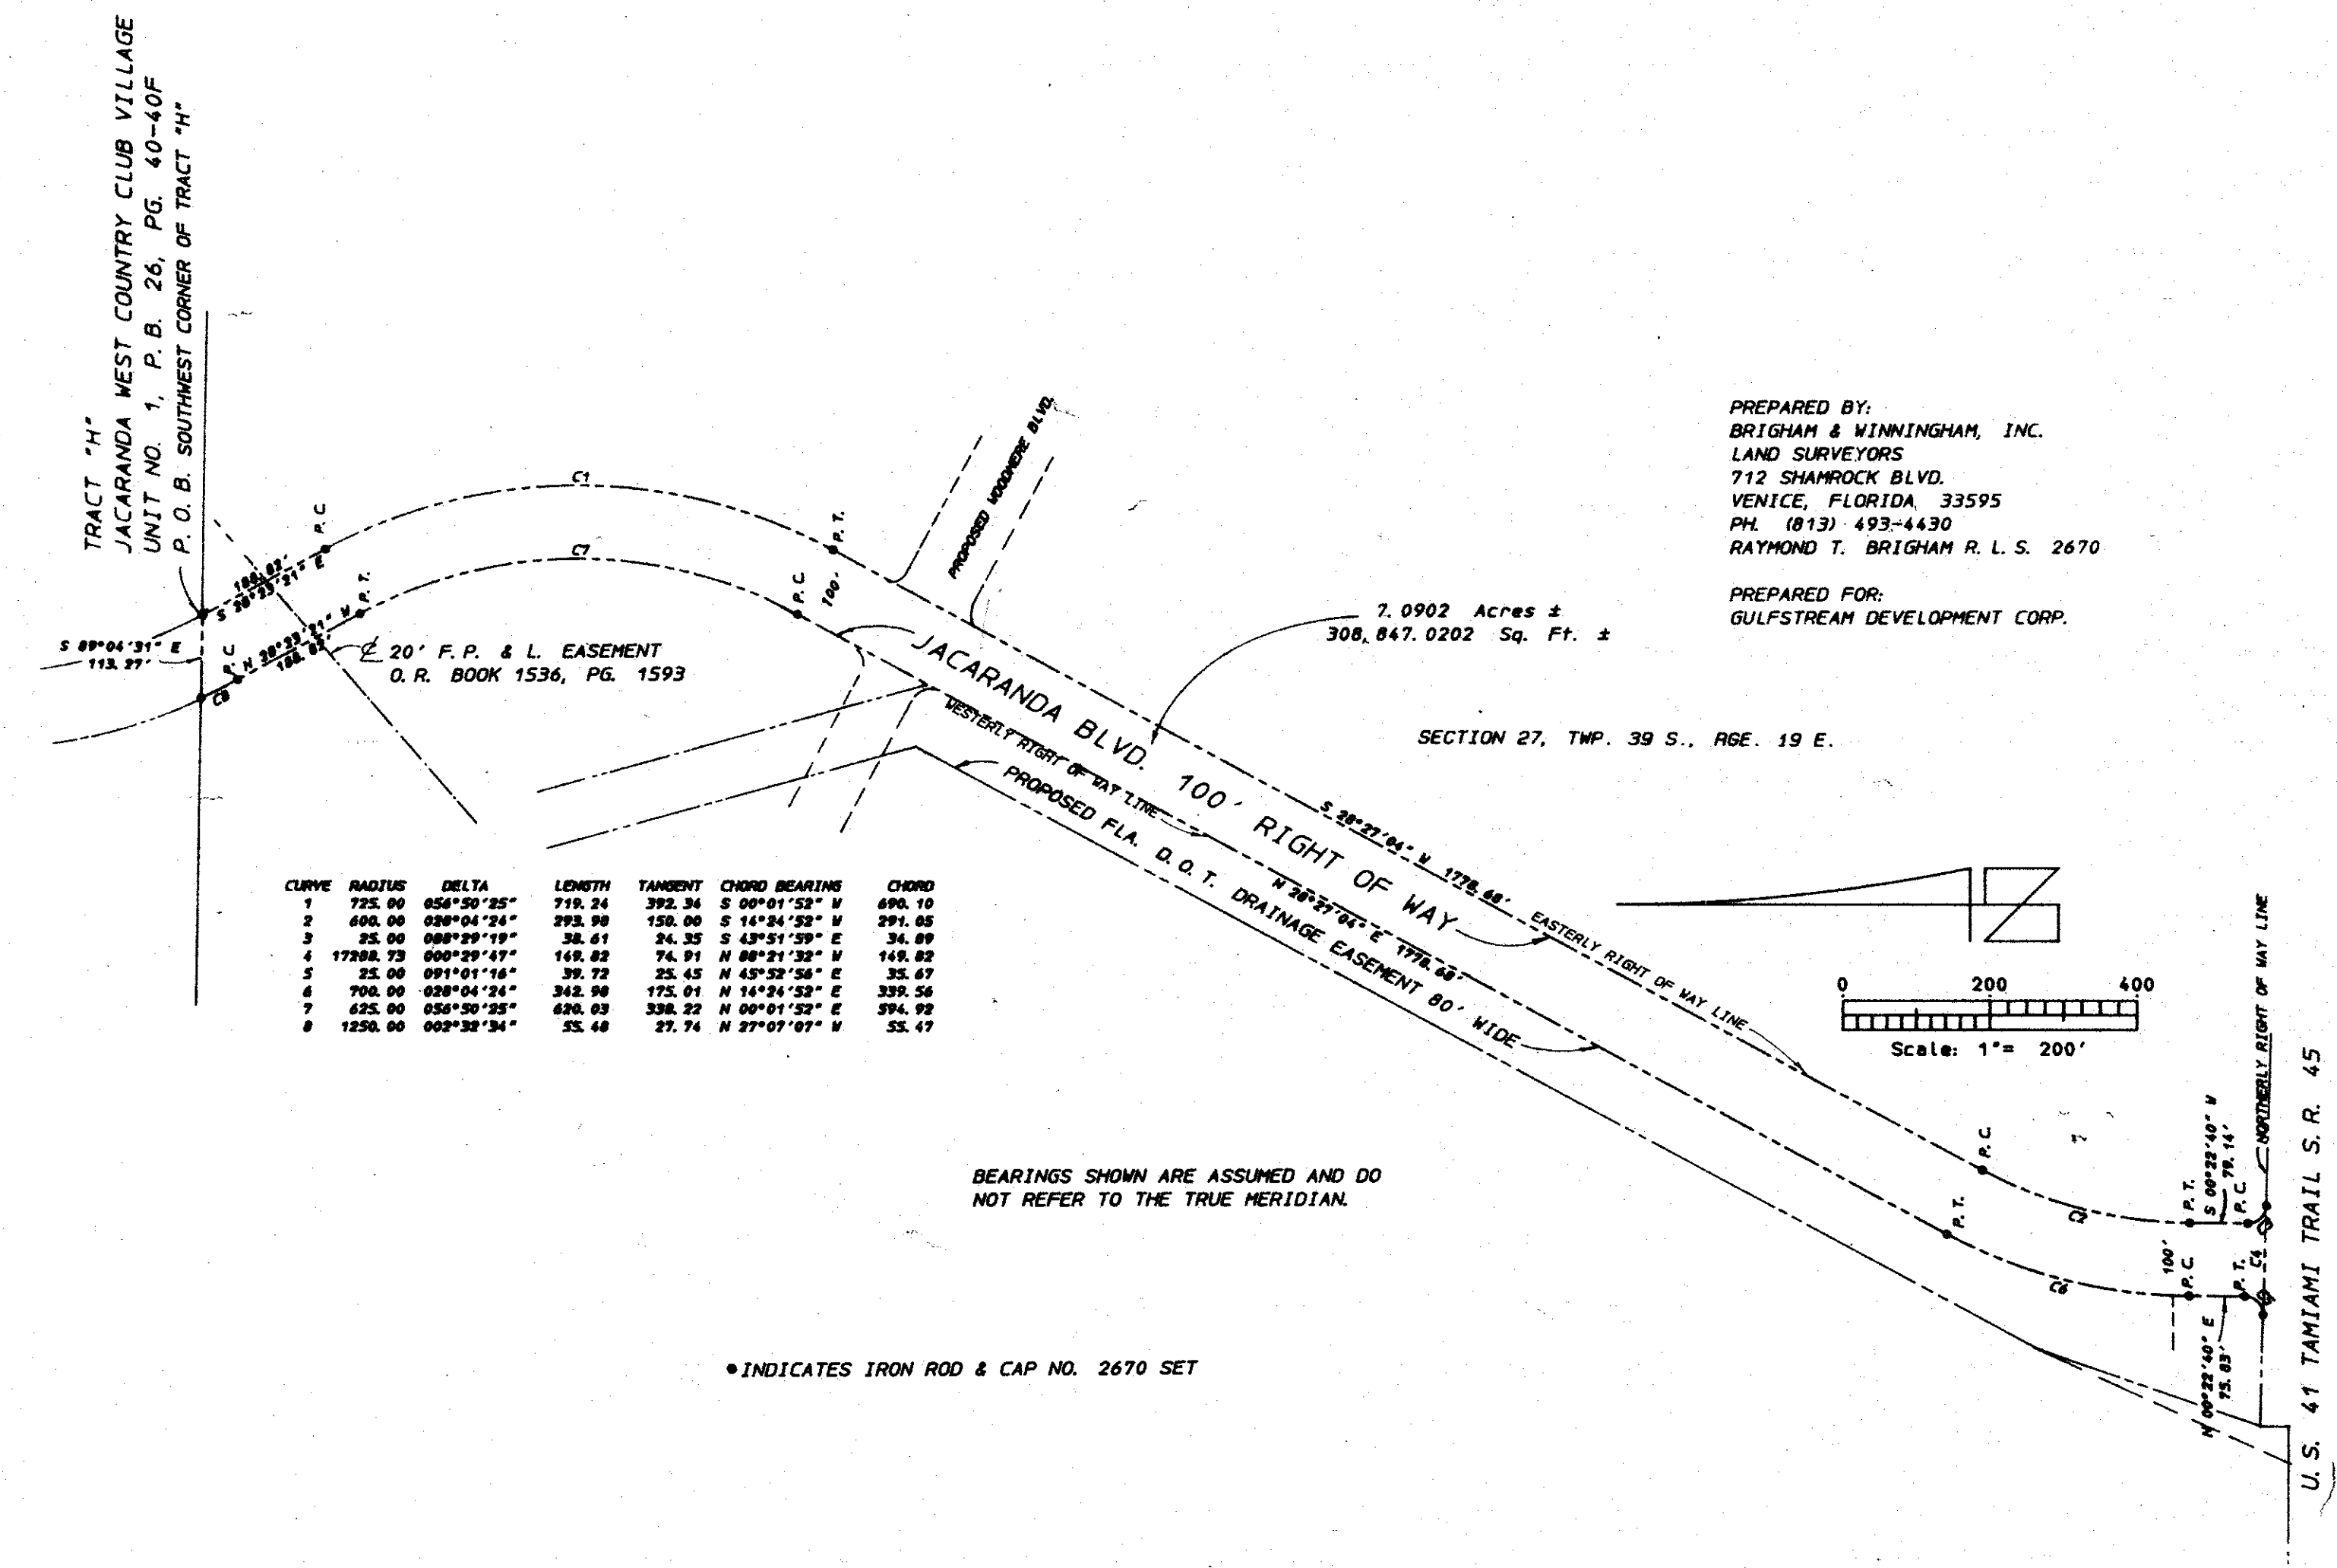 TRACT "H"
JACARANDA WEST COUNTRY CLUB VILLAGE
UNIT NO. 1, P. B. 26, PG. 40-40F
P. O. B. SOUTHWEST CORNER OF TRACT "H"
188.82'
S 28°23'21" E
P. C.
S 89°04'31" E
113.27'
P. C.
N 28°23'21" W
188.82'
P. T.
C8
℄ 20' F. P. & L. EASEMENT
O. R. BOOK 1536, PG. 1593
C1
C7
P. T.
P. C.
100'
PROPOSED WOODMERE BLVD.
7.0902 Acres ±
308,847.0202 Sq. Ft. ±
PREPARED BY:
BRIGHAM & WINNINGHAM, INC.
LAND SURVEYORS
712 SHAMROCK BLVD.
VENICE, FLORIDA, 33595
PH. (813) 493-4430
RAYMOND T. BRIGHAM R. L. S. 2670
PREPARED FOR:
GULFSTREAM DEVELOPMENT CORP.
SECTION 27, TWP. 39 S., RGE. 19 E.
JACARANDA BLVD. 100' RIGHT OF WAY
WESTERLY RIGHT OF WAY LINE
PROPOSED FLA. D. O. T. DRAINAGE EASEMENT 80' WIDE
S 28°27'04" W 1778.68'
N 28°27'04" E 1778.68'
EASTERLY RIGHT OF WAY LINE
CURVE RADIUS DELTA LENGTH TANGENT CHORD BEARING CHORD
1 725.00 056°50'25" 719.24 392.34 S 00°01'52" W 690.10
2 600.00 028°04'24" 293.98 150.00 S 14°24'52" W 291.05
3 25.00 088°29'19" 38.61 24.35 S 43°51'59" E 34.89
4 17288.73 000°29'47" 149.82 74.91 N 88°21'32" W 149.82
5 25.00 091°01'16" 39.72 25.45 N 45°52'56" E 35.67
6 700.00 028°04'24" 342.98 175.01 N 14°24'52" E 339.56
7 625.00 056°50'25" 620.03 338.22 N 00°01'52" E 594.92
8 1250.00 002°32'34" 55.48 27.74 N 27°07'07" W 55.47
N
0 200 400
Scale: 1"= 200'
BEARINGS SHOWN ARE ASSUMED AND DO
NOT REFER TO THE TRUE MERIDIAN.
P. C.
P. T.
C2
C6
P. T.
S 00°22'40" W
79.14'
P. C.
NORTHERLY RIGHT OF WAY LINE
100'
P. C.
P. T.
C4
N 00°22'40" E
75.83'
U. S. 41 TAMIAMI TRAIL S. R. 45
●INDICATES IRON ROD & CAP NO. 2670 SET